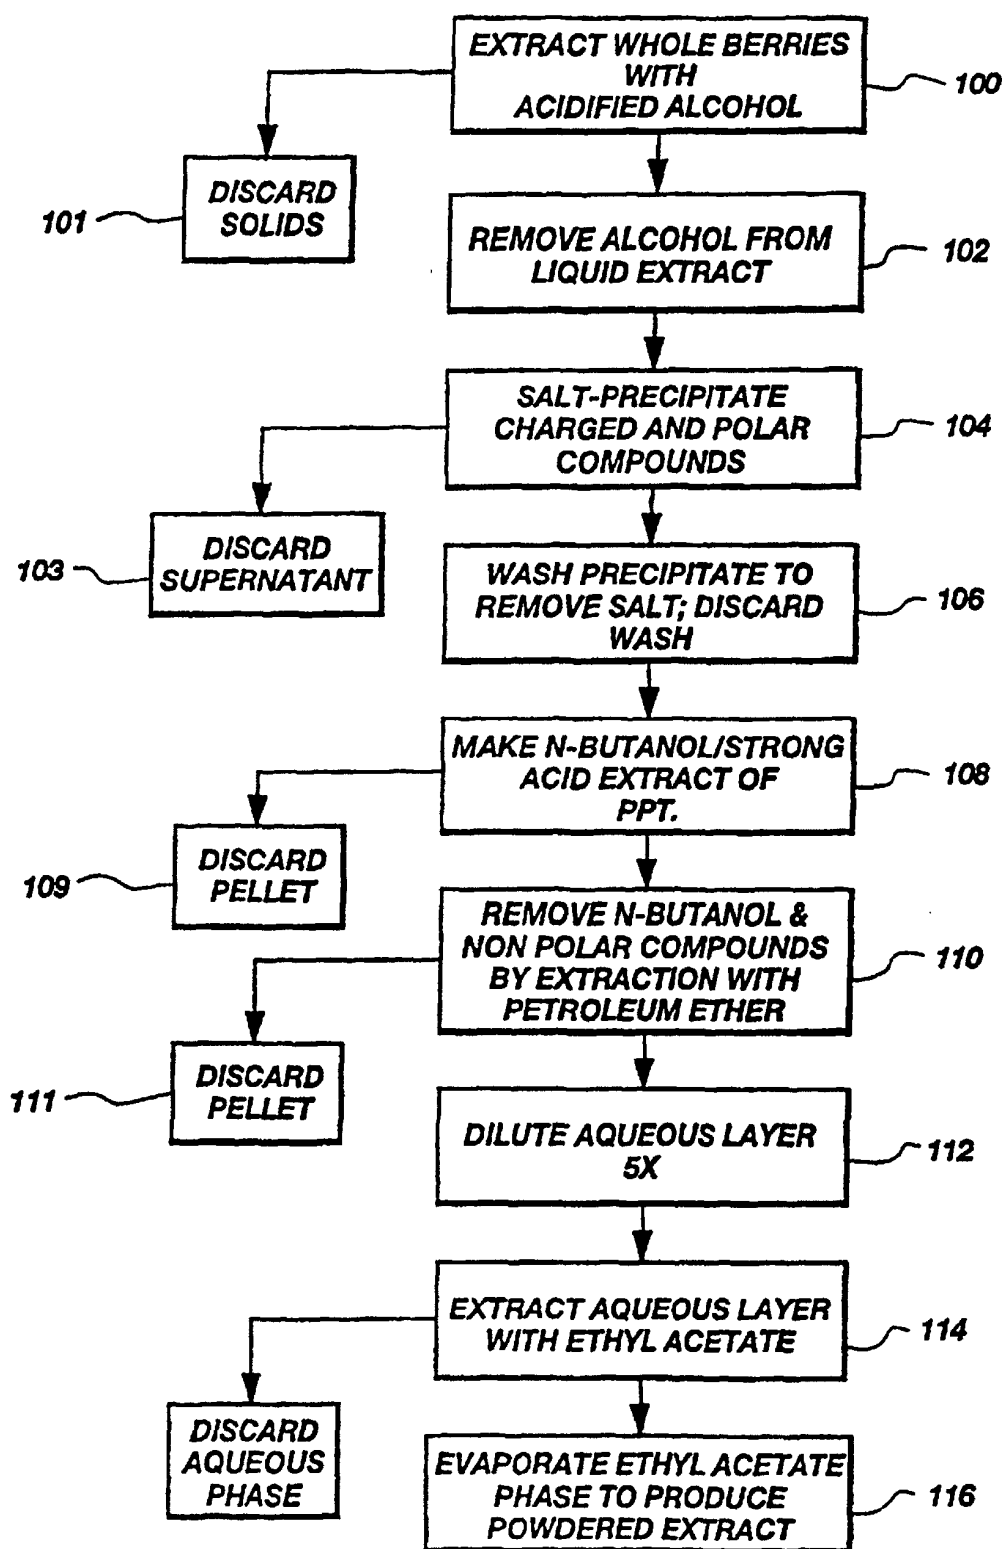 EXTRACT WHOLE BERRIES
WITH
ACIDIFIED ALCOHOL
100
DISCARD
SOLIDS
101
REMOVE ALCOHOL FROM
LIQUID EXTRACT
102
SALT-PRECIPITATE
CHARGED AND POLAR
COMPOUNDS
104
DISCARD
SUPERNATANT
103
WASH PRECIPITATE TO
REMOVE SALT; DISCARD
WASH
106
MAKE N-BUTANOL/STRONG
ACID EXTRACT OF
PPT.
108
DISCARD
PELLET
109
REMOVE N-BUTANOL &
NON POLAR COMPOUNDS
BY EXTRACTION WITH
PETROLEUM ETHER
110
DISCARD
PELLET
111
DILUTE AQUEOUS LAYER
5X
112
EXTRACT AQUEOUS LAYER
WITH ETHYL ACETATE
114
DISCARD
AQUEOUS
PHASE
EVAPORATE ETHYL ACETATE
PHASE TO PRODUCE
POWDERED EXTRACT
116